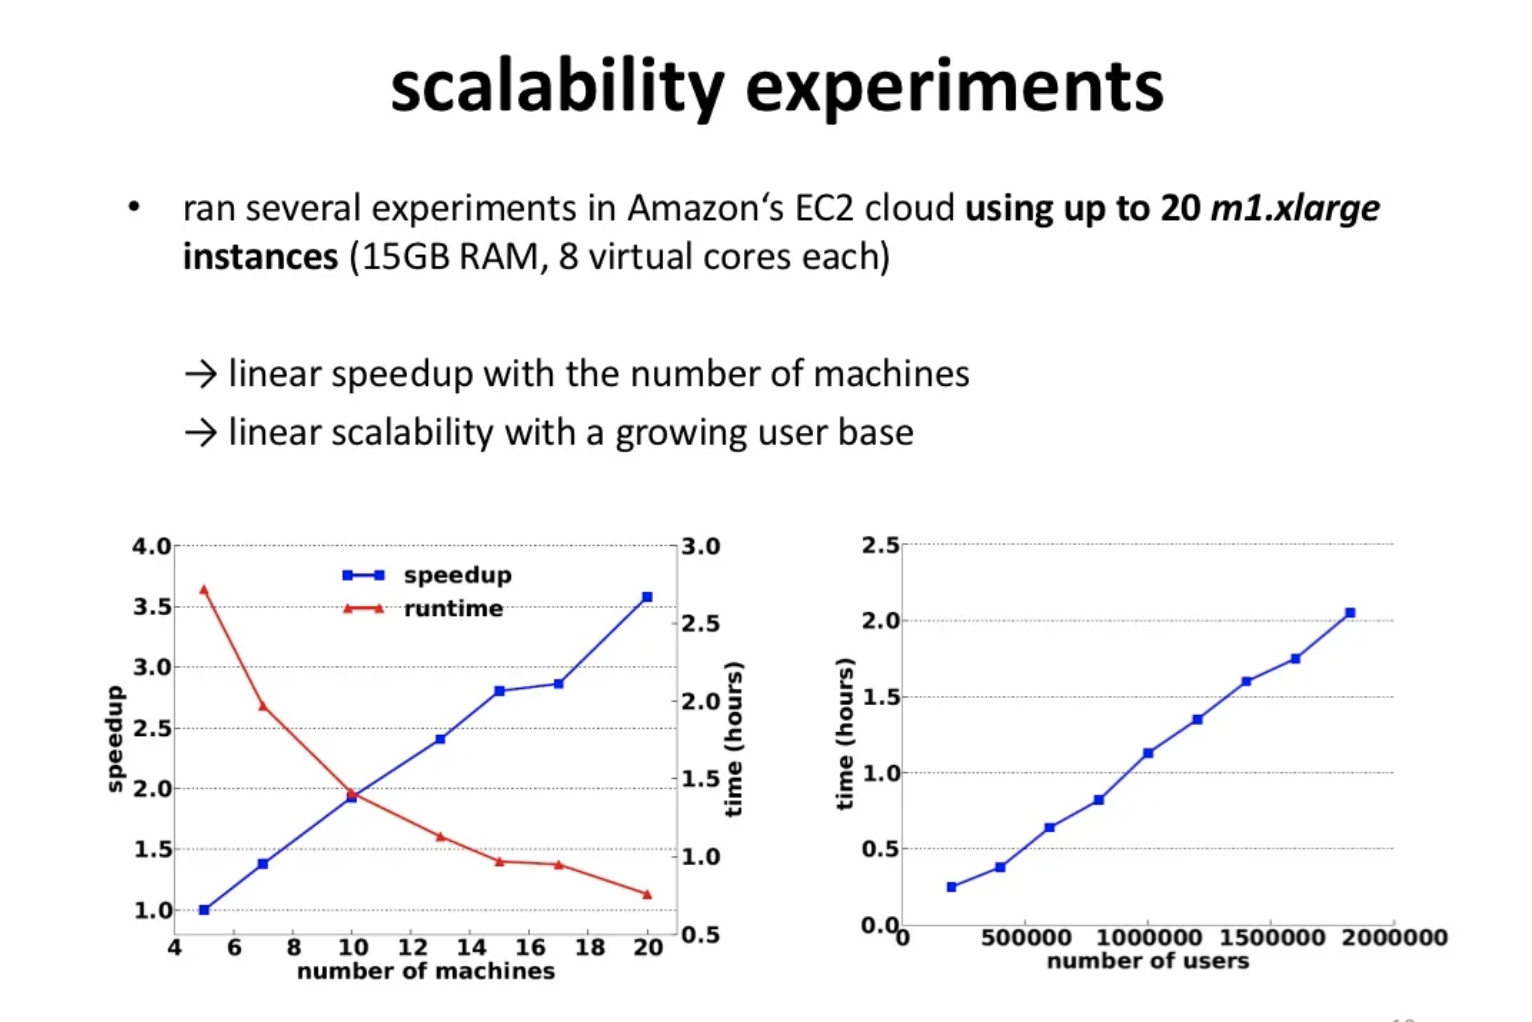 scalability experiments
• ran several experiments in Amazon‘s EC2 cloud using up to 20 m1.xlarge
instances (15GB RAM, 8 virtual cores each)
→ linear speedup with the number of machines
→ linear scalability with a growing user base
4.0
3.5
3.0
2.5
2.0
1.5
1.0
speedup
speedup
runtime
3.0
2.5
2.0
1.5
1.0
0.5
time (hours)
4 6 8 10 12 14 16 18 20
number of machines
2.5
2.0
1.5
1.0
0.5
0.0
time (hours)
0 500000 1000000 1500000 2000000
number of users